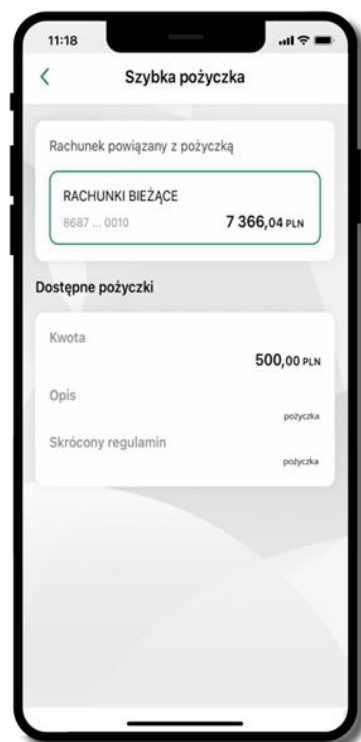 11:18
Szybka pożyczka
Rachunek powiązany z pożyczką
RACHUNKI BIEŻĄCE
8687 ... 0010 7 366,04 PLN
Dostępne pożyczki
Kwota
500,00 PLN
Opis
pożyczka
Skrócony regulamin
pożyczka